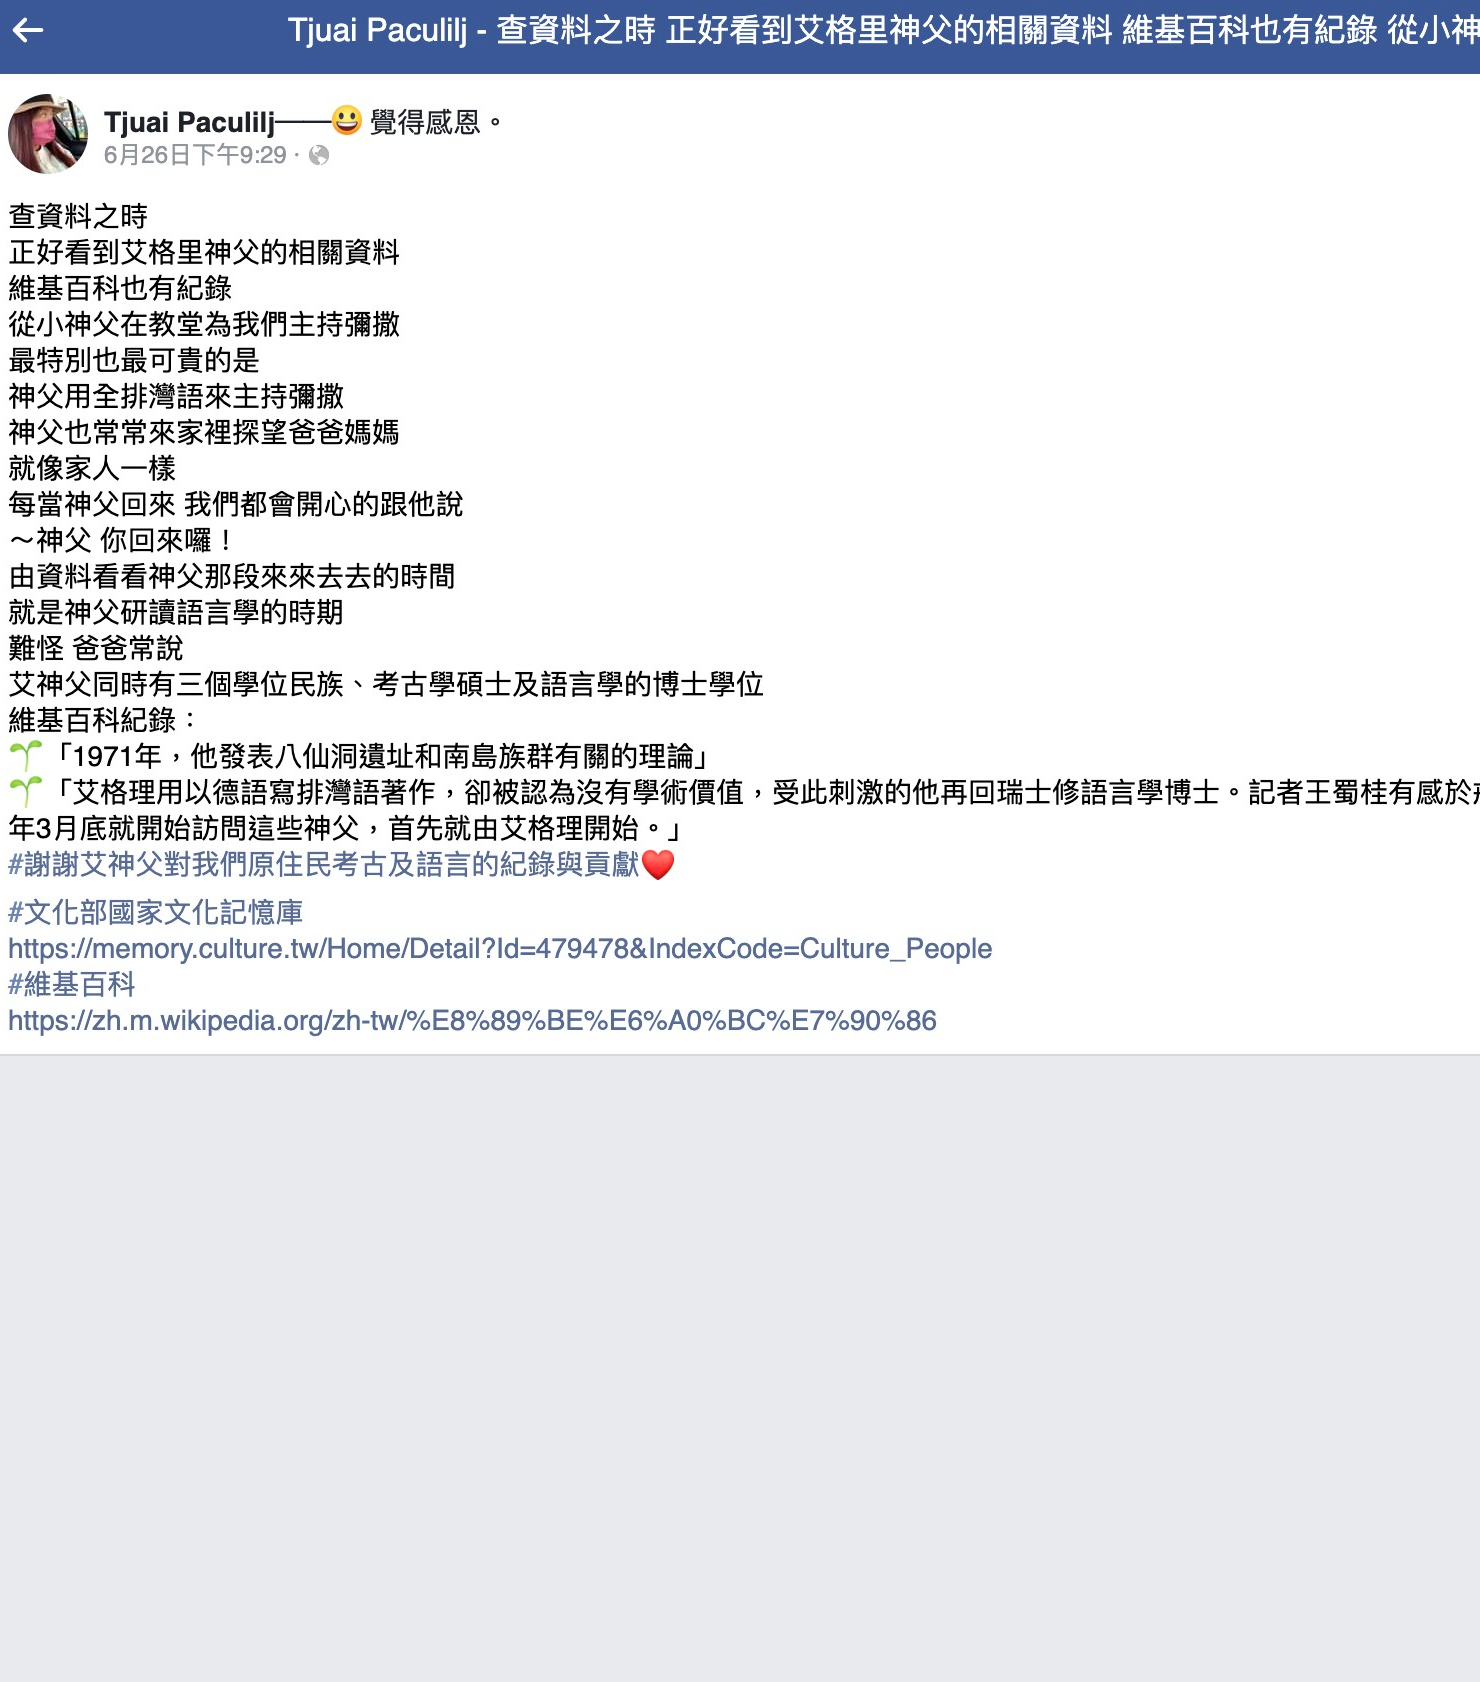 Tjuai Paculilj - 查資料之時 正好看到艾格里神父的相關資料 維基百科也有紀錄 從小神
Tjuai Paculilj——😃 覺得感恩。
6月26日下午9:29 ·
查資料之時
正好看到艾格里神父的相關資料
維基百科也有紀錄
從小神父在教堂為我們主持彌撒
最特別也最可貴的是
神父用全排灣語來主持彌撒
神父也常常來家裡探望爸爸媽媽
就像家人一樣
每當神父回來 我們都會開心的跟他說
～神父 你回來囉！
由資料看看神父那段來來去去的時間
就是神父研讀語言學的時期
難怪 爸爸常說
艾神父同時有三個學位民族、考古學碩士及語言學的博士學位
維基百科紀錄：
🌱「1971年，他發表八仙洞遺址和南島族群有關的理論」
🌱「艾格理用以德語寫排灣語著作，卻被認為沒有學術價值，受此刺激的他再回瑞士修語言學博士。記者王蜀桂有感於
年3月底就開始訪問這些神父，首先就由艾格理開始。」
#謝謝艾神父對我們原住民考古及語言的紀錄與貢獻❤️
#文化部國家文化記憶庫
https://memory.culture.tw/Home/Detail?Id=479478&IndexCode=Culture_People
#維基百科
https://zh.m.wikipedia.org/zh-tw/%E8%89%BE%E6%A0%BC%E7%90%86